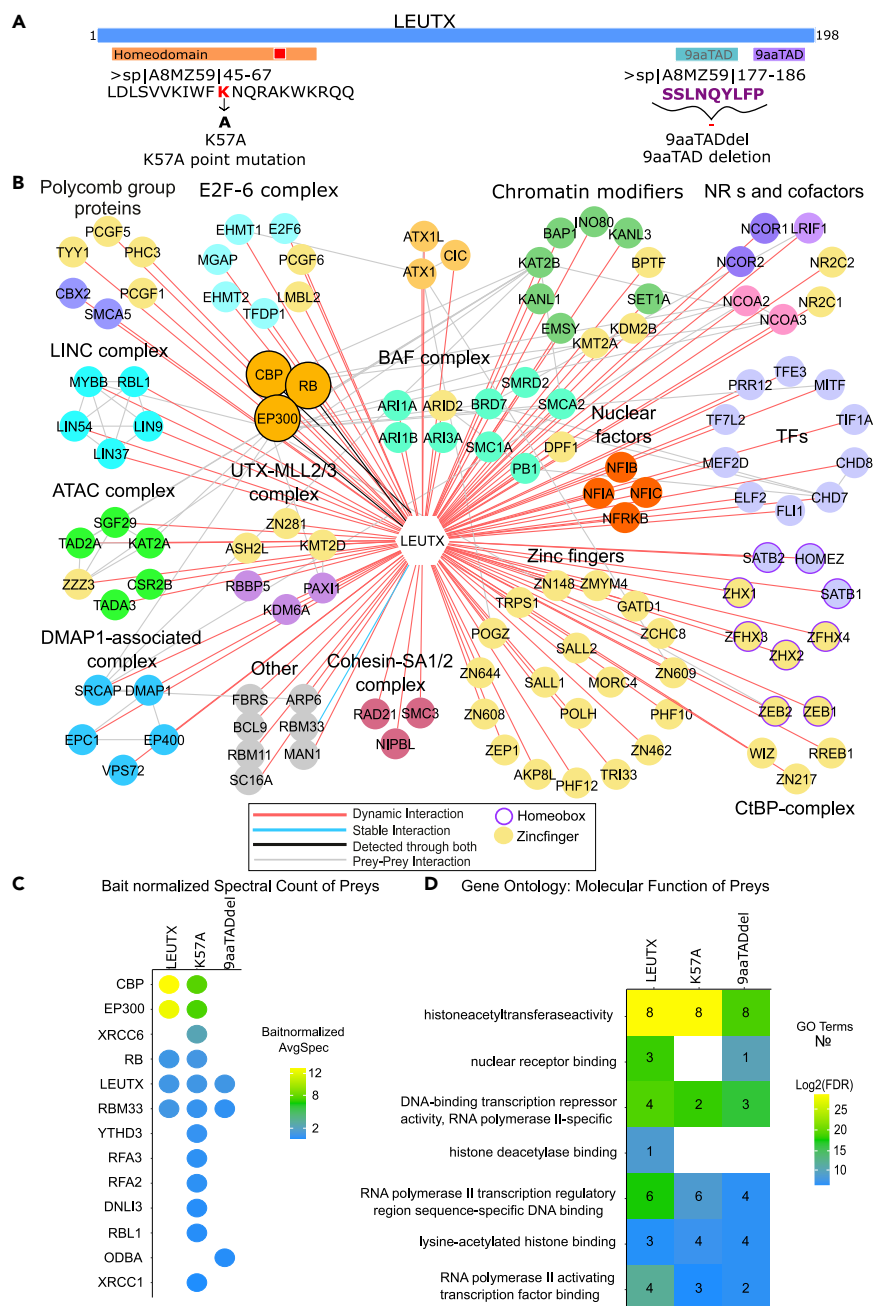 A
LEUTX
1
198
Homeodomain
9aaTAD
9aaTAD
>sp|A8MZ59|45-67
>sp|A8MZ59|177-186
LDLSVVKIWFKNQRAKWKRQQ
SSLNQYLFP
A
K57A
9aaTADdel
K57A point mutation
9aaTAD deletion
B
Polycomb group
proteins
PCGF5
TYY1
PHC3
CBX2
PCGF1
SMCA5
E2F-6 complex
EHMT1
E2F6
MGAP
PCGF6
EHMT2
LMBL2
TFDP1
ATX1L
CIC
ATX1
Chromatin modifiers
INO80
BAP1
KANL3
KAT2B
BPTF
KANL1
SET1A
EMSY
KDM2B
KMT2A
NR s and cofactors
NCOR1
LRIF1
NCOR2
NR2C2
NCOA2
NR2C1
NCOA3
LINC complex
MYBB
RBL1
LIN54
LIN9
LIN37
CBP
RB
EP300
BAF complex
SMRD2
ARI1A
ARID2
BRD7
SMCA2
ARI1B
ARI3A
SMC1A
DPF1
PB1
Nuclear
factors
NFIB
NFIA
NFIC
NFRKB
TFE3
PRR12
MITF
TF7L2
TIF1A
TFs
MEF2D
CHD8
ELF2
CHD7
FLI1
ATAC complex
SGF29
TAD2A
KAT2A
ZZZ3
CSR2B
TADA3
UTX-MLL2/3
complex
ZN281
ASH2L
KMT2D
RBBP5
PAXI1
KDM6A
LEUTX
Zinc fingers
ZN148
ZMYM4
TRPS1
GATD1
POGZ
ZCHC8
SALL2
ZN644
SALL1
MORC4
ZN609
ZN608
POLH
PHF10
ZEP1
ZN462
AKP8L
TRI33
PHF12
SATB2
HOMEZ
ZHX1
SATB1
ZFHX3
ZFHX4
ZHX2
ZEB2
ZEB1
WIZ
RREB1
ZN217
CtBP-complex
DMAP1-associated
complex
SRCAP
DMAP1
EPC1
EP400
VPS72
Other
FBRS
ARP6
BCL9
RBM33
RBM11
MAN1
SC16A
Cohesin-SA1/2
complex
RAD21
SMC3
NIPBL
Dynamic Interaction
Stable Interaction
Detected through both
Prey-Prey Interaction
Homeobox
Zincfinger
C
Bait normalized Spectral Count of Preys
LEUTX
K57A
9aaTADdel
CBP
EP300
XRCC6
RB
LEUTX
RBM33
YTHD3
RFA3
RFA2
DNLI3
RBL1
ODBA
XRCC1
Baitnormalized
AvgSpec
12
8
4
2
D
Gene Ontology: Molecular Function of Preys
LEUTX
K57A
9aaTADdel
histoneacetyltransferaseactivity
8 8 8
nuclear receptor binding
3 1
DNA-binding transcription repressor
activity, RNA polymerase II-specific
4 2 3
histone deacetylase binding
1
RNA polymerase II transcription regulatory
region sequence-specific DNA binding
6 6 4
lysine-acetylated histone binding
3 4 4
RNA polymerase II activating
transcription factor binding
4 3 2
GO Terms
№
Log2(FDR)
25
20
15
10